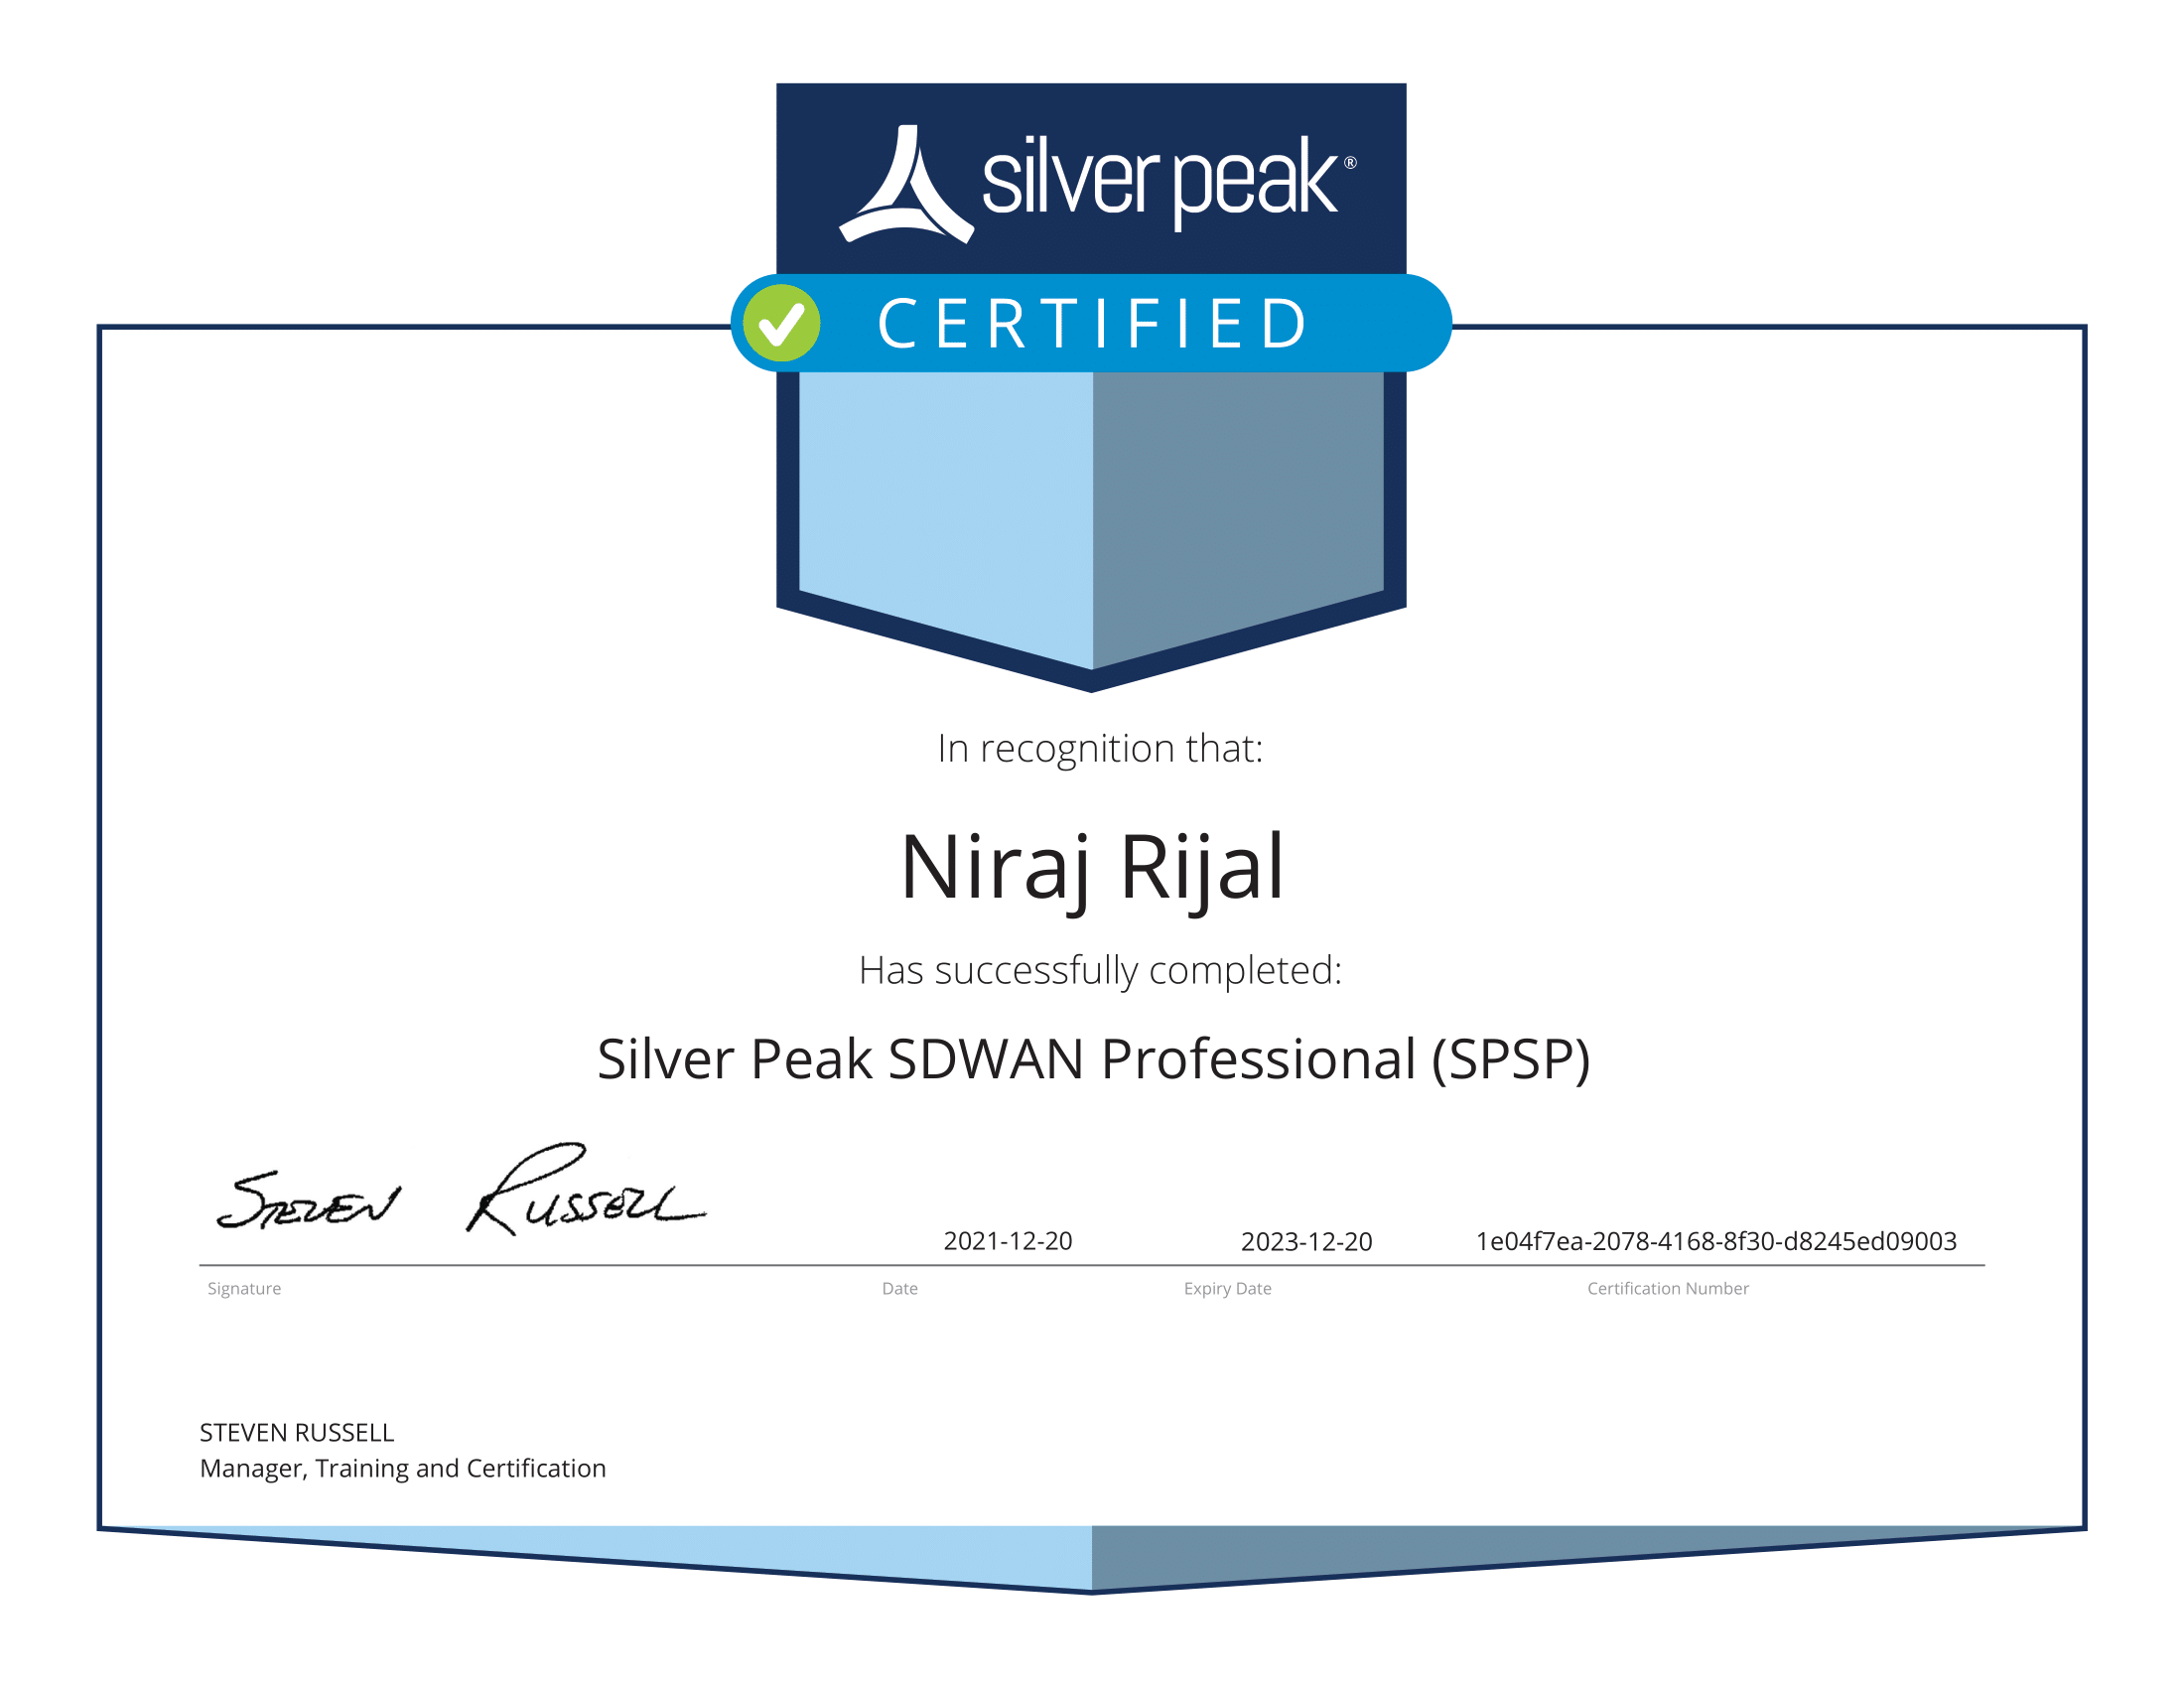 silver peak®
CERTIFIED
In recognition that:
Niraj Rijal
Has successfully completed:
Silver Peak SDWAN Professional (SPSP)
STEVEN RUSSELL
2021-12-20 2023-12-20 1e04f7ea-2078-4168-8f30-d8245ed09003
Signature Date Expiry Date Certification Number
STEVEN RUSSELL
Manager, Training and Certification